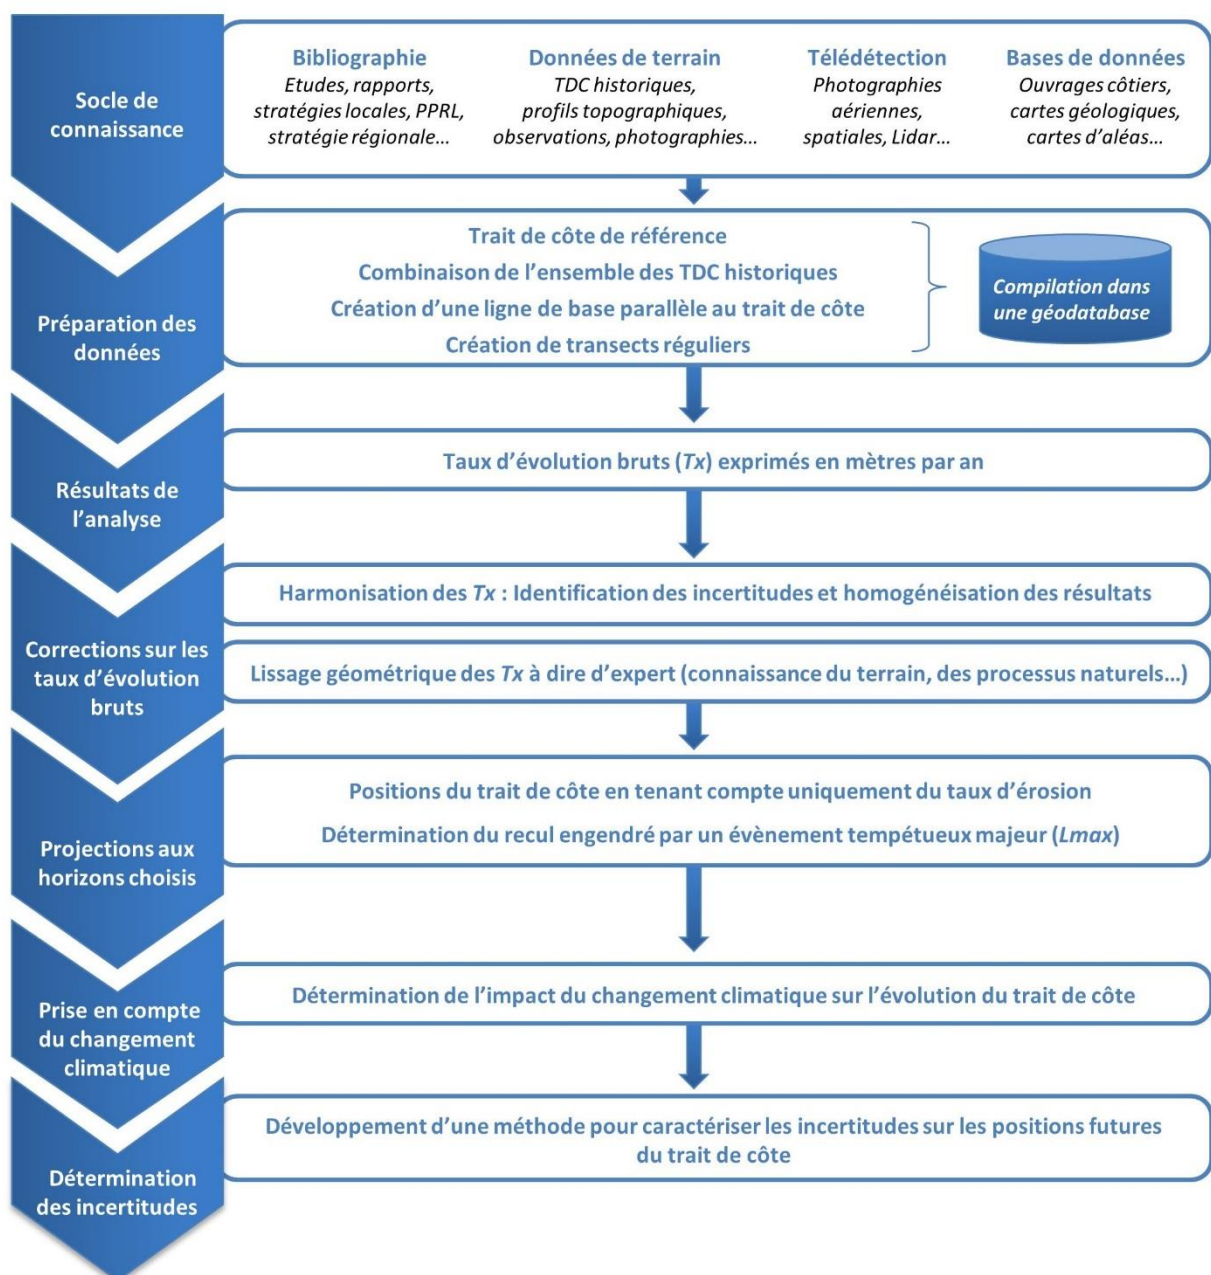 Socle de
connaissance
Bibliographie
Etudes, rapports,
stratégies locales, PPRL,
stratégie régionale…
Données de terrain
TDC historiques,
profils topographiques,
observations, photographies…
Télédétection
Photographies
aériennes,
spatiales, Lidar…
Bases de données
Ouvrages côtiers,
cartes géologiques,
cartes d’aléas…
Préparation des
données
Trait de côte de référence
Combinaison de l’ensemble des TDC historiques
Création d’une ligne de base parallèle au trait de côte
Création de transects réguliers
Compilation dans
une géodatabase
Résultats de
l’analyse
Taux d’évolution bruts (Tx) exprimés en mètres par an
Corrections sur les
taux d’évolution
bruts
Harmonisation des Tx : Identification des incertitudes et homogénéisation des résultats
Lissage géométrique des Tx à dire d’expert (connaissance du terrain, des processus naturels…)
Projections aux
horizons choisis
Positions du trait de côte en tenant compte uniquement du taux d’érosion
Détermination du recul engendré par un évènement tempétueux majeur (Lmax)
Prise en compte
du changement
climatique
Détermination de l’impact du changement climatique sur l’évolution du trait de côte
Détermination
des incertitudes
Développement d’une méthode pour caractériser les incertitudes sur les positions futures
du trait de côte